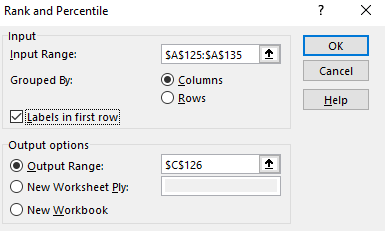 Rank and Percentile
?
Input
Input Range:
$A$125:$A$135
Grouped By:
Columns
Rows
Labels in first row
Output options
Output Range:
$C$126
New Worksheet Ply:
New Workbook
OK
Cancel
Help